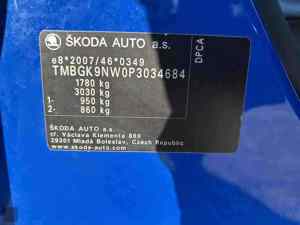 ŠKODA AUTO a.s.
DPCA
e8*2007/46*0349
TMBGK9NW0P3034684
1780 kg
3030 kg
1- 950 kg
2- 860 kg
ŠKODA AUTO a.s.
tř. Václava Klementa 869
29301 Mladá Boleslav, Czech Republic
www.skoda-auto.com